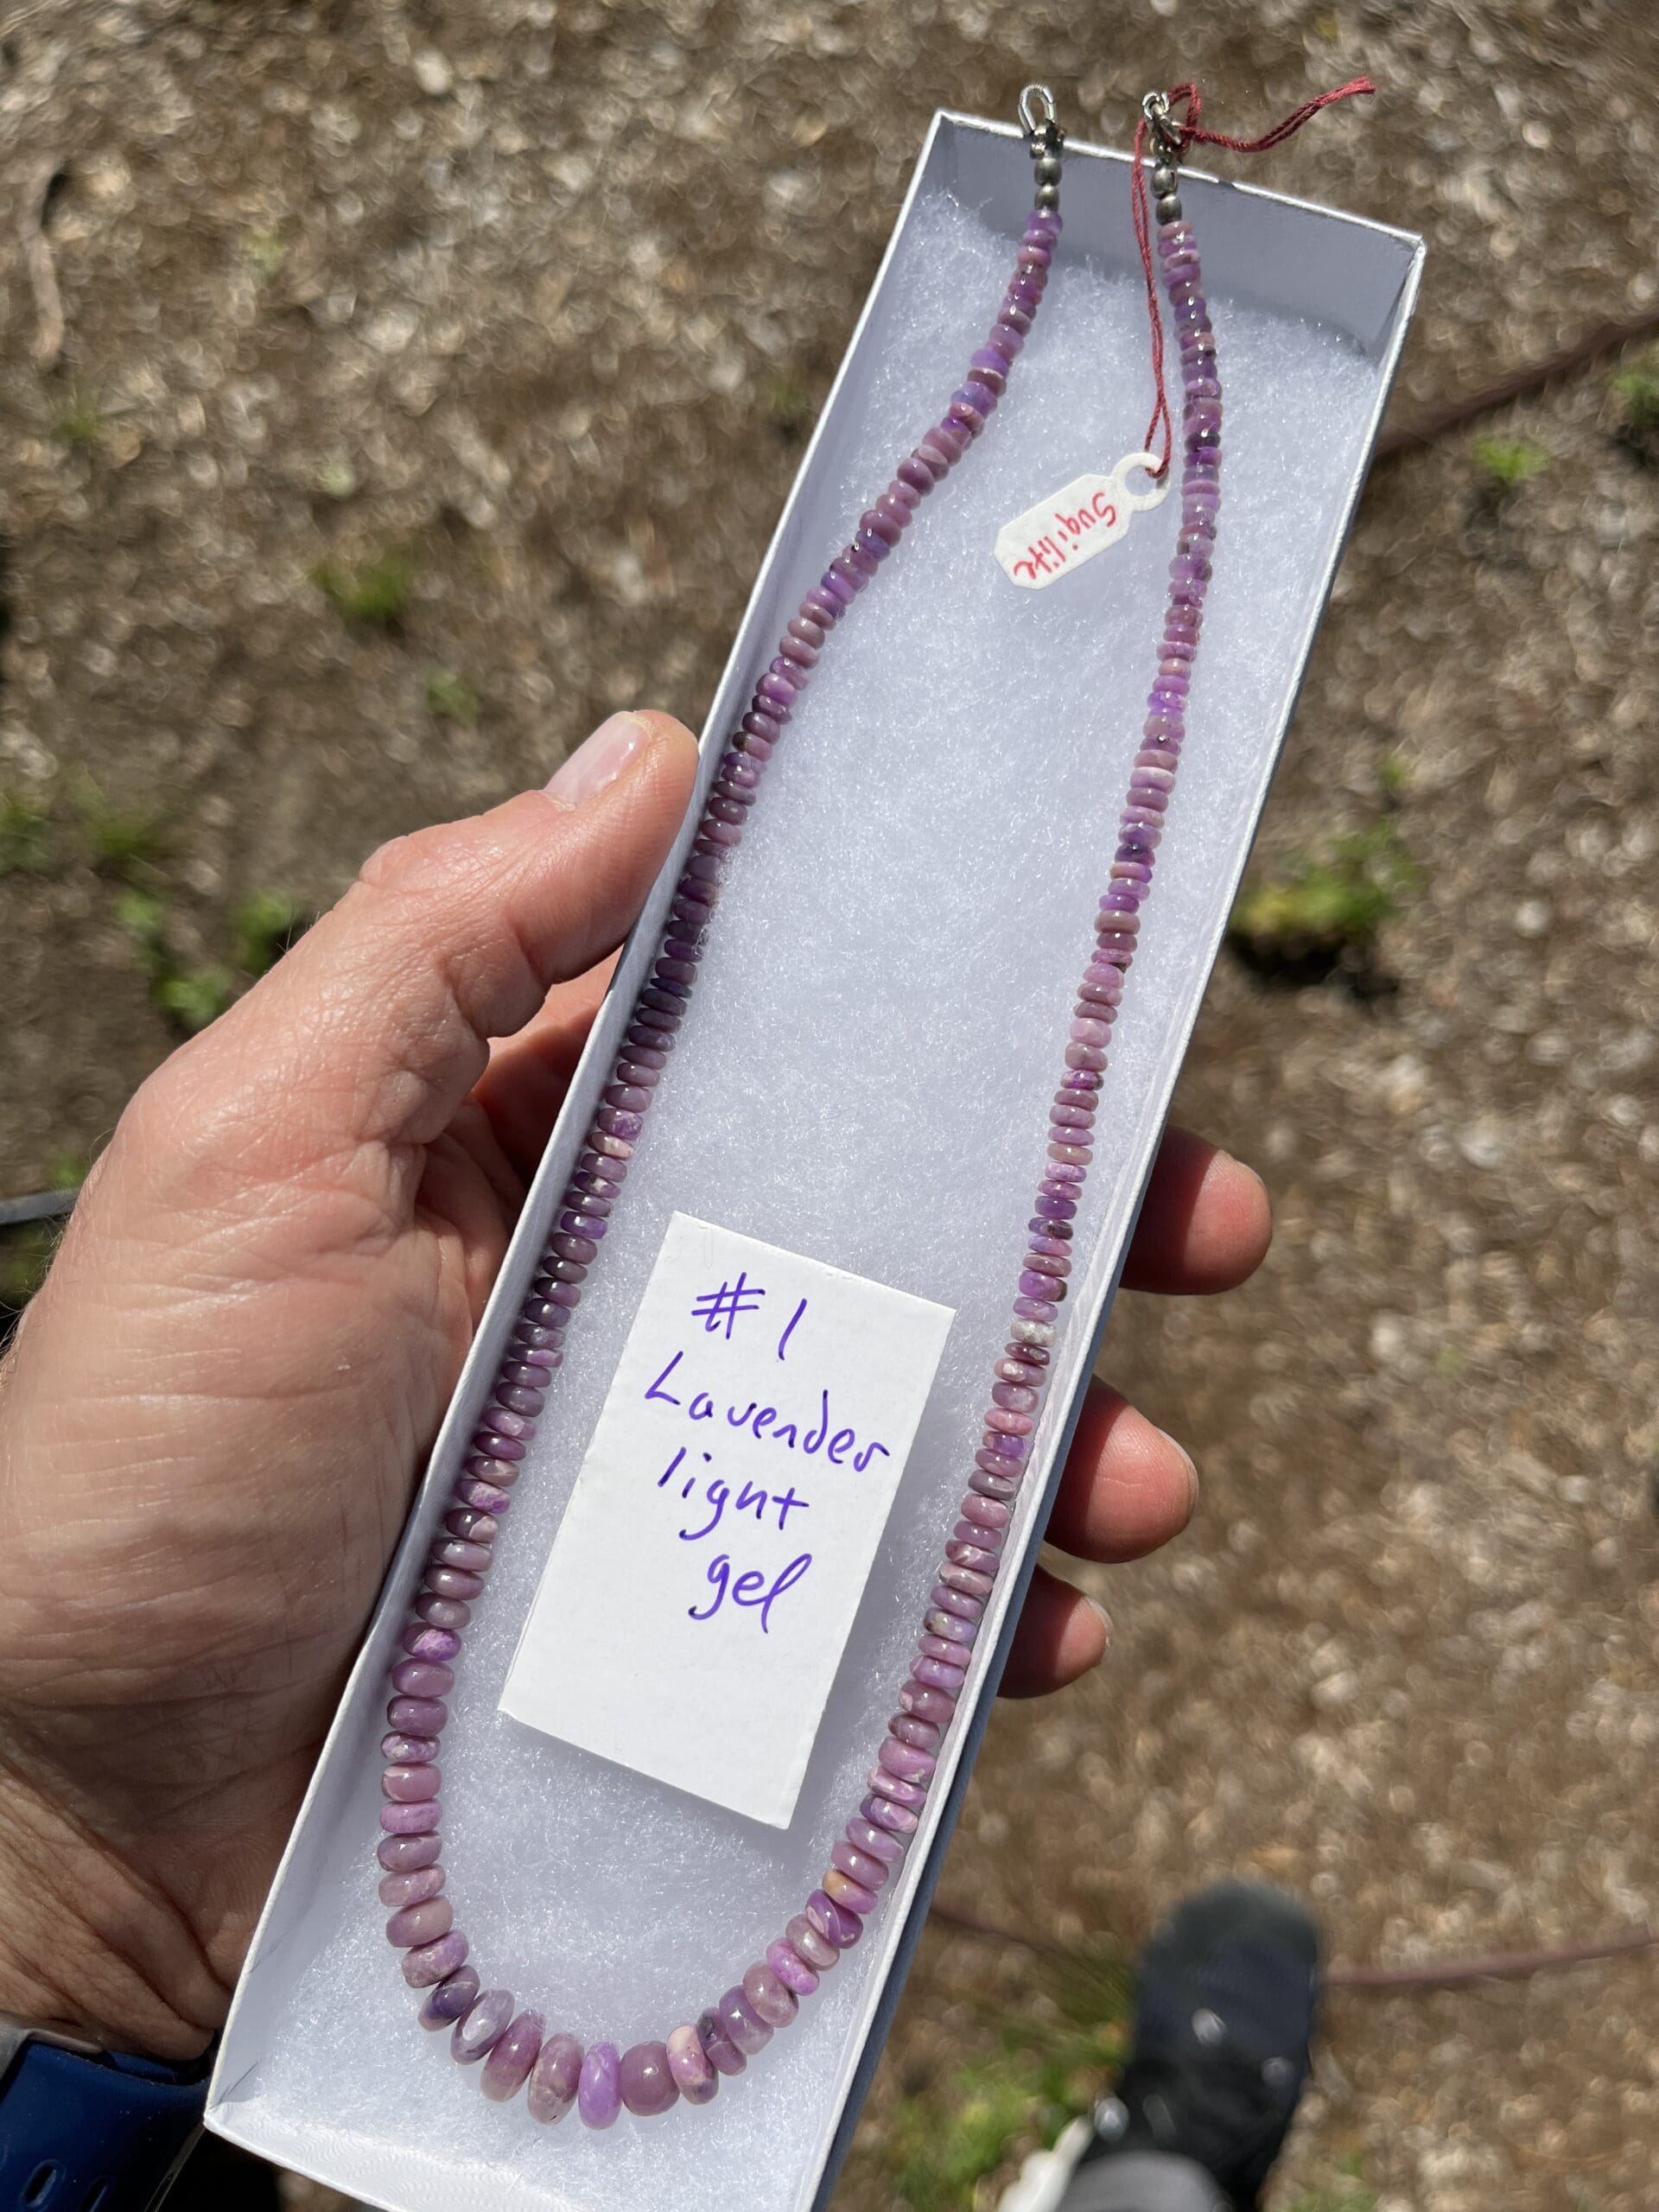 Sugilite
#1
Lavender
light
gel